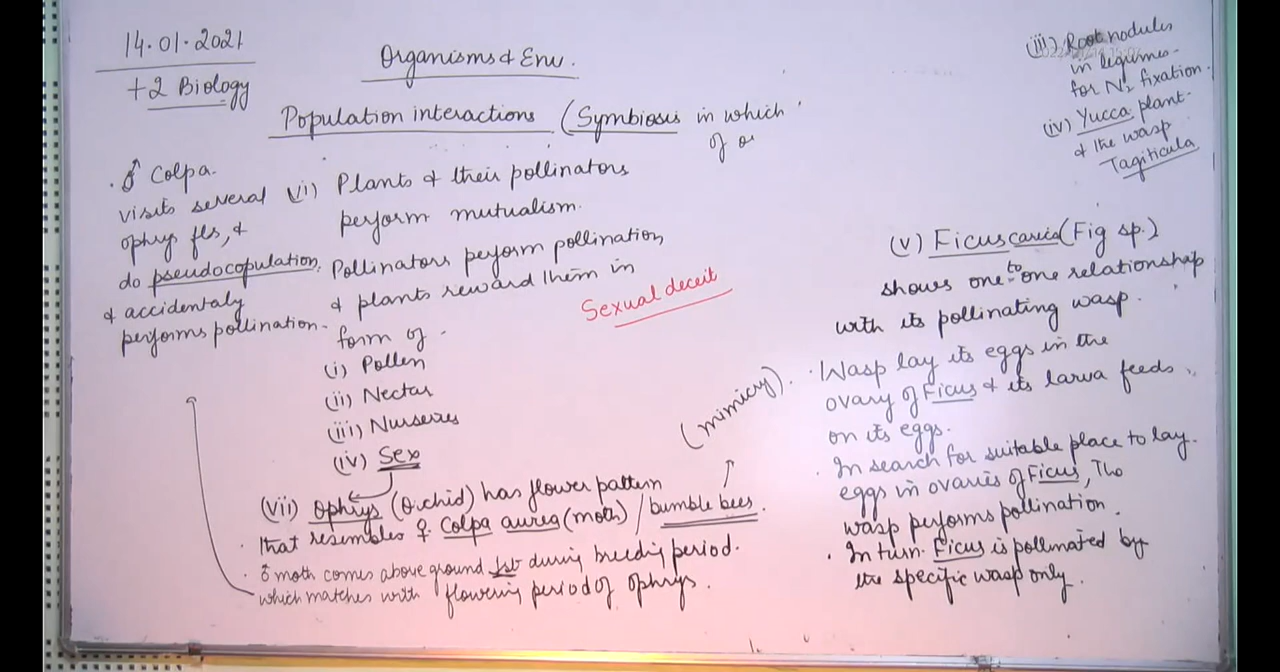 14.01.2021
+2 Biology
Organisms & Env.
Population interactions (Symbiosis in which
of o
(iii) Root nodules
in legumes
for N2 fixation.
(iv) Yucca plant
& the wasp
Tagiticula
• ♂ Colpa.
visits several
ophrys fls, &
do pseudocopulation.
& accidentaly
performs pollination.
(vi) Plants & their pollinators
perform mutualism.
Pollinators perform pollination
& plants reward them in
form of.
(i) Pollen
(ii) Nectar
(iii) Nurseries
(iv) Sex
Sexual deceit
(mimicry).
(vii) Ophrys (Orchid) has flower pattern
• that resembles ♀ Colpa aurea (moth) / bumble bees.
• ♂ moth comes above ground 1st during breeding period.
which matches with flowering period of Ophrys.
(v) Ficus carica (Fig sp.)
shows one to one relationship
with its pollinating wasp.
• Wasp lay its eggs in the
ovary of Ficus & its larva feeds
on its eggs.
• In search for suitable place to lay
eggs in ovaries of Ficus, The
wasp performs pollination.
• In turn Ficus is pollinated by
the specific wasp only.